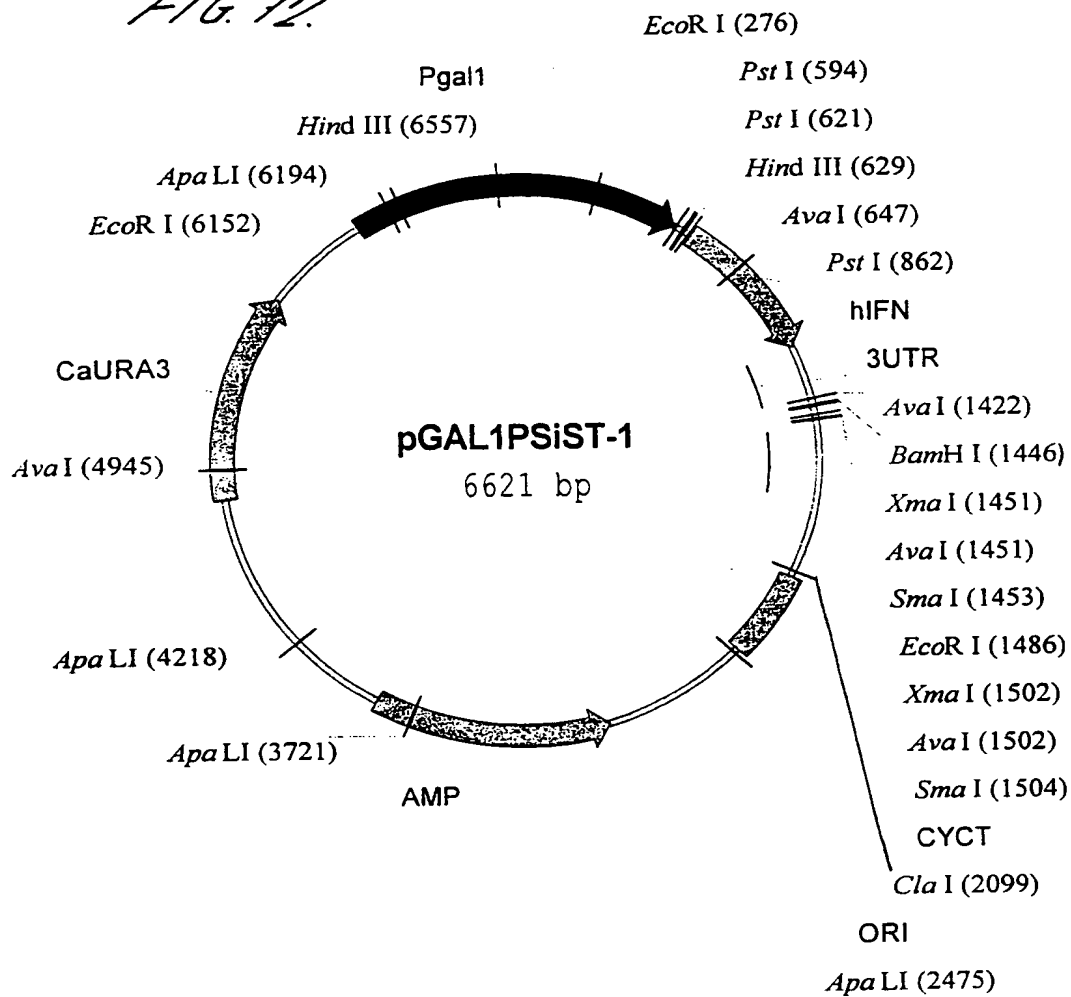 FIG. 12.
EcoR I (276)
Pgal1
Pst I (594)
Hind III (6557)
Pst I (621)
Apa LI (6194)
Hind III (629)
EcoR I (6152)
Ava I (647)
Pst I (862)
hIFN
CaURA3
3UTR
Ava I (1422)
pGAL1PSiST-1
BamH I (1446)
Ava I (4945)
6621 bp
Xma I (1451)
Ava I (1451)
Sma I (1453)
Apa LI (4218)
EcoR I (1486)
Xma I (1502)
Apa LI (3721)
Ava I (1502)
AMP
Sma I (1504)
CYCT
Cla I (2099)
ORI
Apa LI (2475)